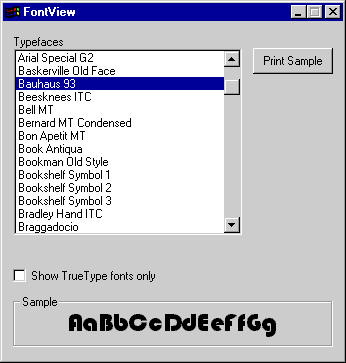 FontView
Typefaces
Arial Special G2
Baskerville Old Face
Bauhaus 93
Beesknees ITC
Bell MT
Bernard MT Condensed
Bon Apetit MT
Book Antiqua
Bookman Old Style
Bookshelf Symbol 1
Bookshelf Symbol 2
Bookshelf Symbol 3
Bradley Hand ITC
Braggadocio
Print Sample
Show TrueType fonts only
Sample
AaBbCcDdEeFfGg